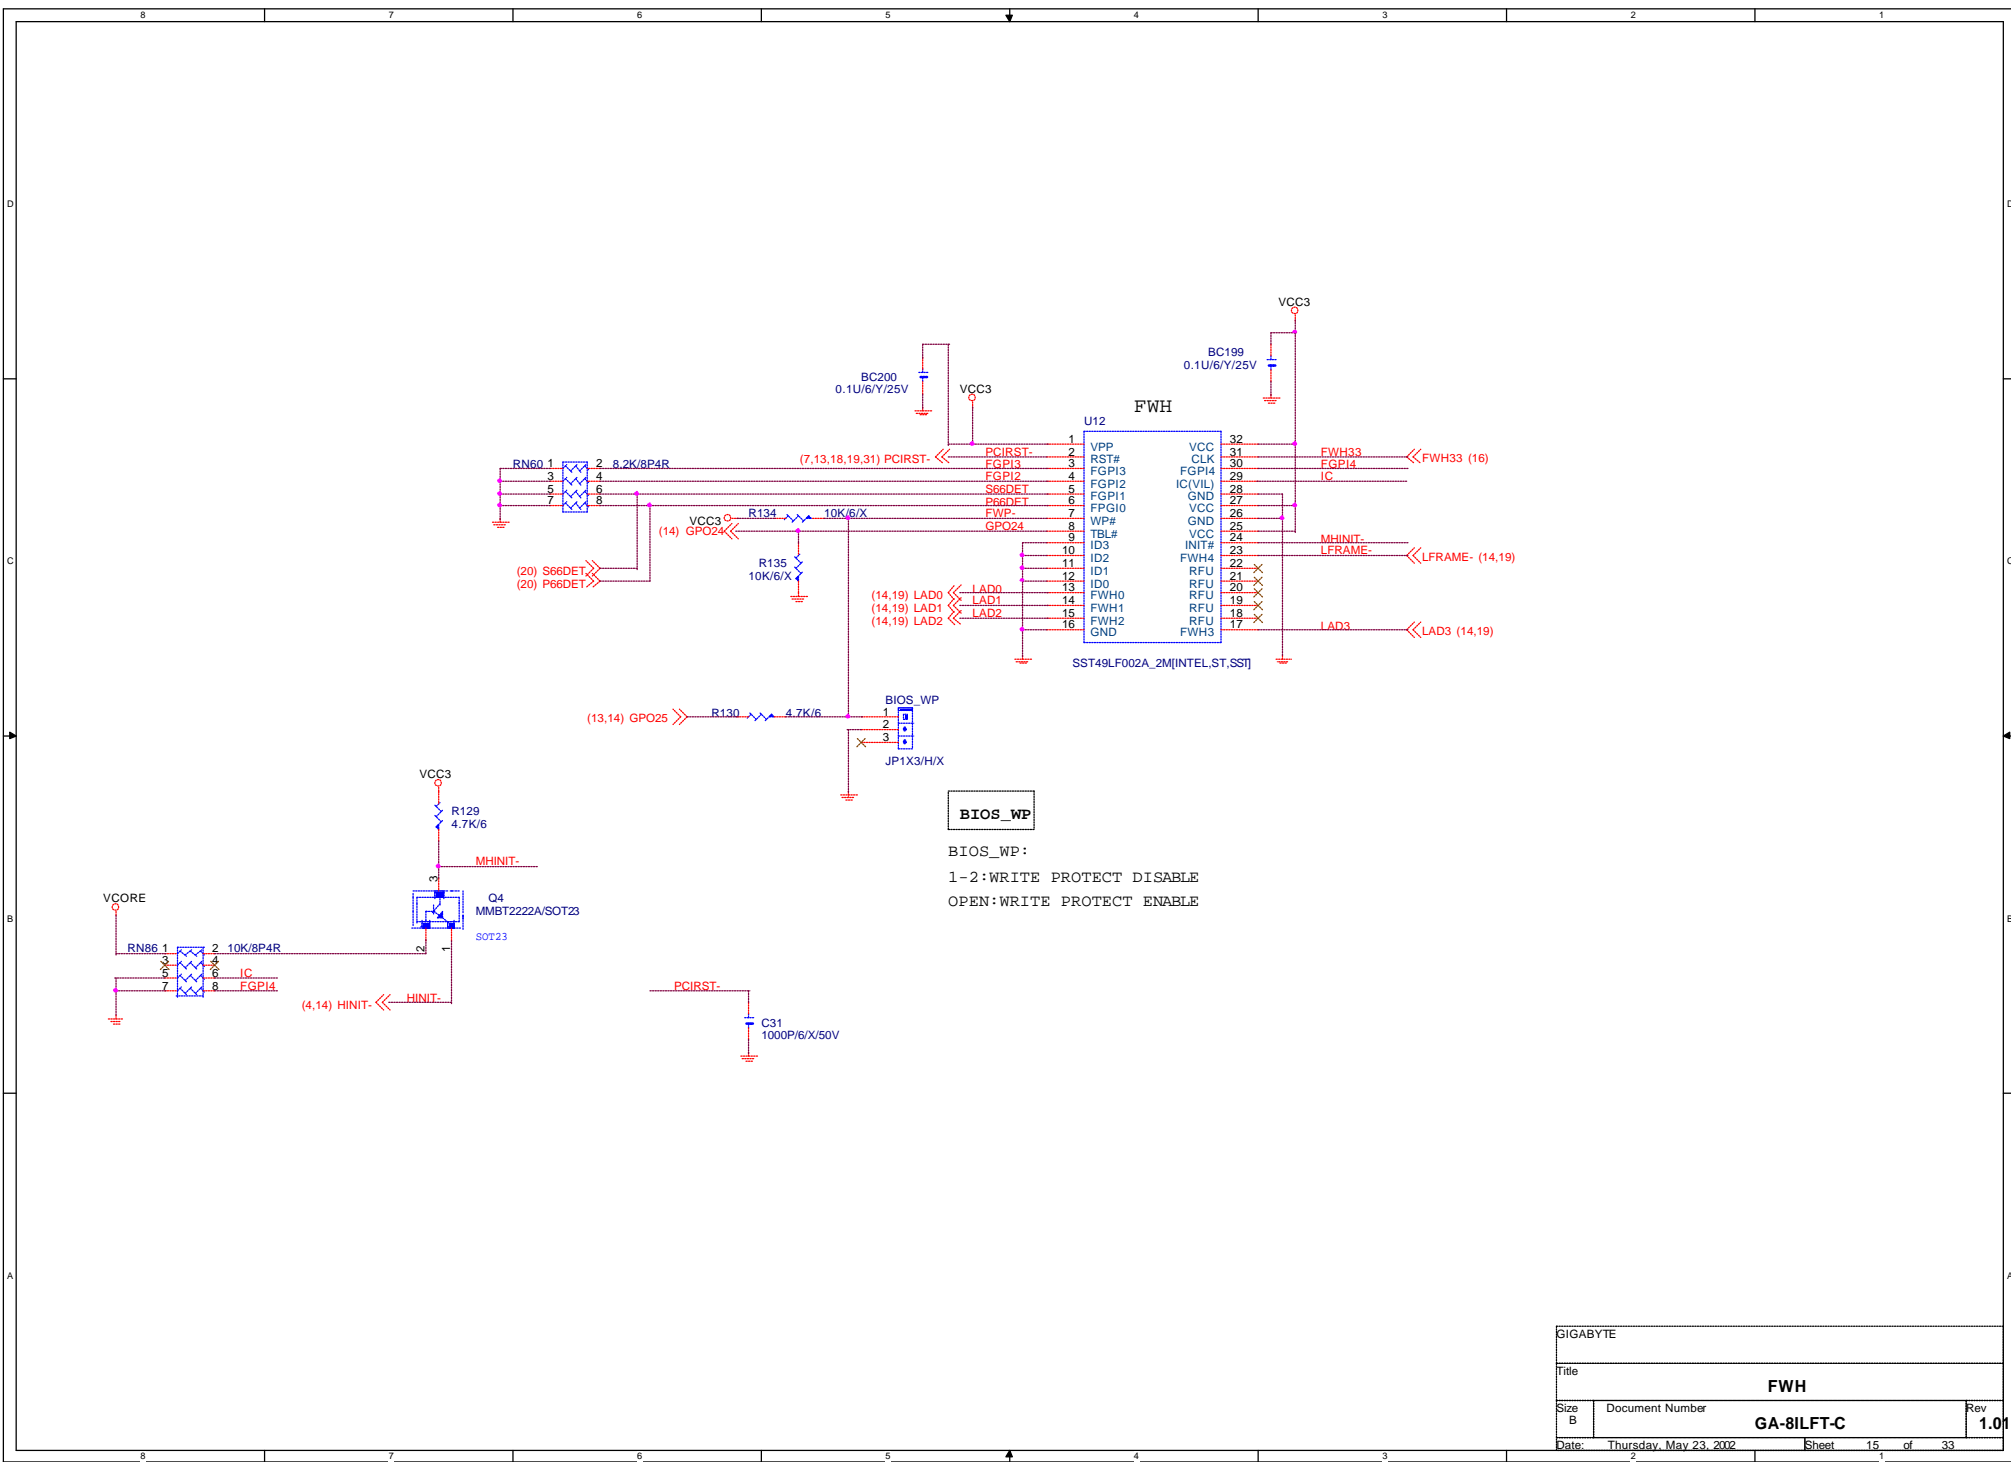 8 7 6 5 4 3 2 1
D
D
C
C
B
B
A
A
VCC3
BC199
0.1U/6/Y/25V
BC200
0.1U/6/Y/25V
VCC3
FWH
U12
1 VPP VCC 32
2 RST# CLK 31
3 FGPI3 FGPI4 30
4 FGPI2 IC(VIL) 29
5 FGPI1 GND 28
6 FPGI0 VCC 27
7 WP# GND 26
8 TBL# VCC 25
9 ID3 INIT# 24
10 ID2 FWH4 23
11 ID1 RFU 22
12 ID0 RFU 21
13 FWH0 RFU 20
14 FWH1 RFU 19
15 FWH2 RFU 18
16 GND FWH3 17
SST49LF002A_2M[INTEL,ST,SST]
(7,13,18,19,31) PCIRST- PCIRST-
FGPI3
FGPI2
S66DET
P66DET
FWP-
GPO24
FWH33 FWH33 (16)
FGPI4
IC
MHINIT-
LFRAME- LFRAME- (14,19)
LAD3 LAD3 (14,19)
RN60 1 2 8.2K/8P4R
3 4
5 6
7 8
VCC3 R134 10K/6/X
(14) GPO24
R135
10K/6/X
(20) S66DET
(20) P66DET
(14,19) LAD0 LAD0
(14,19) LAD1 LAD1
(14,19) LAD2 LAD2
BIOS_WP
(13,14) GPO25 R130 4.7K/6 1
2
3
JP1X3/H/X
VCC3
R129
4.7K/6
MHINIT-
3
Q4
MMBT2222A/SOT23
SOT23
2 1
VCORE
RN86 1 2 10K/8P4R
3 4
5 6 IC
7 8 FGPI4
(4,14) HINIT- HINIT-
PCIRST-
C31
1000P/6/X/50V
BIOS_WP
BIOS_WP:
1-2:WRITE PROTECT DISABLE
OPEN:WRITE PROTECT ENABLE
GIGABYTE
Title
FWH
Size Document Number Rev
B GA-8ILFT-C 1.01
Date: Thursday, May 23, 2002 Sheet 15 of 33
8 7 6 5 4 3 2 1